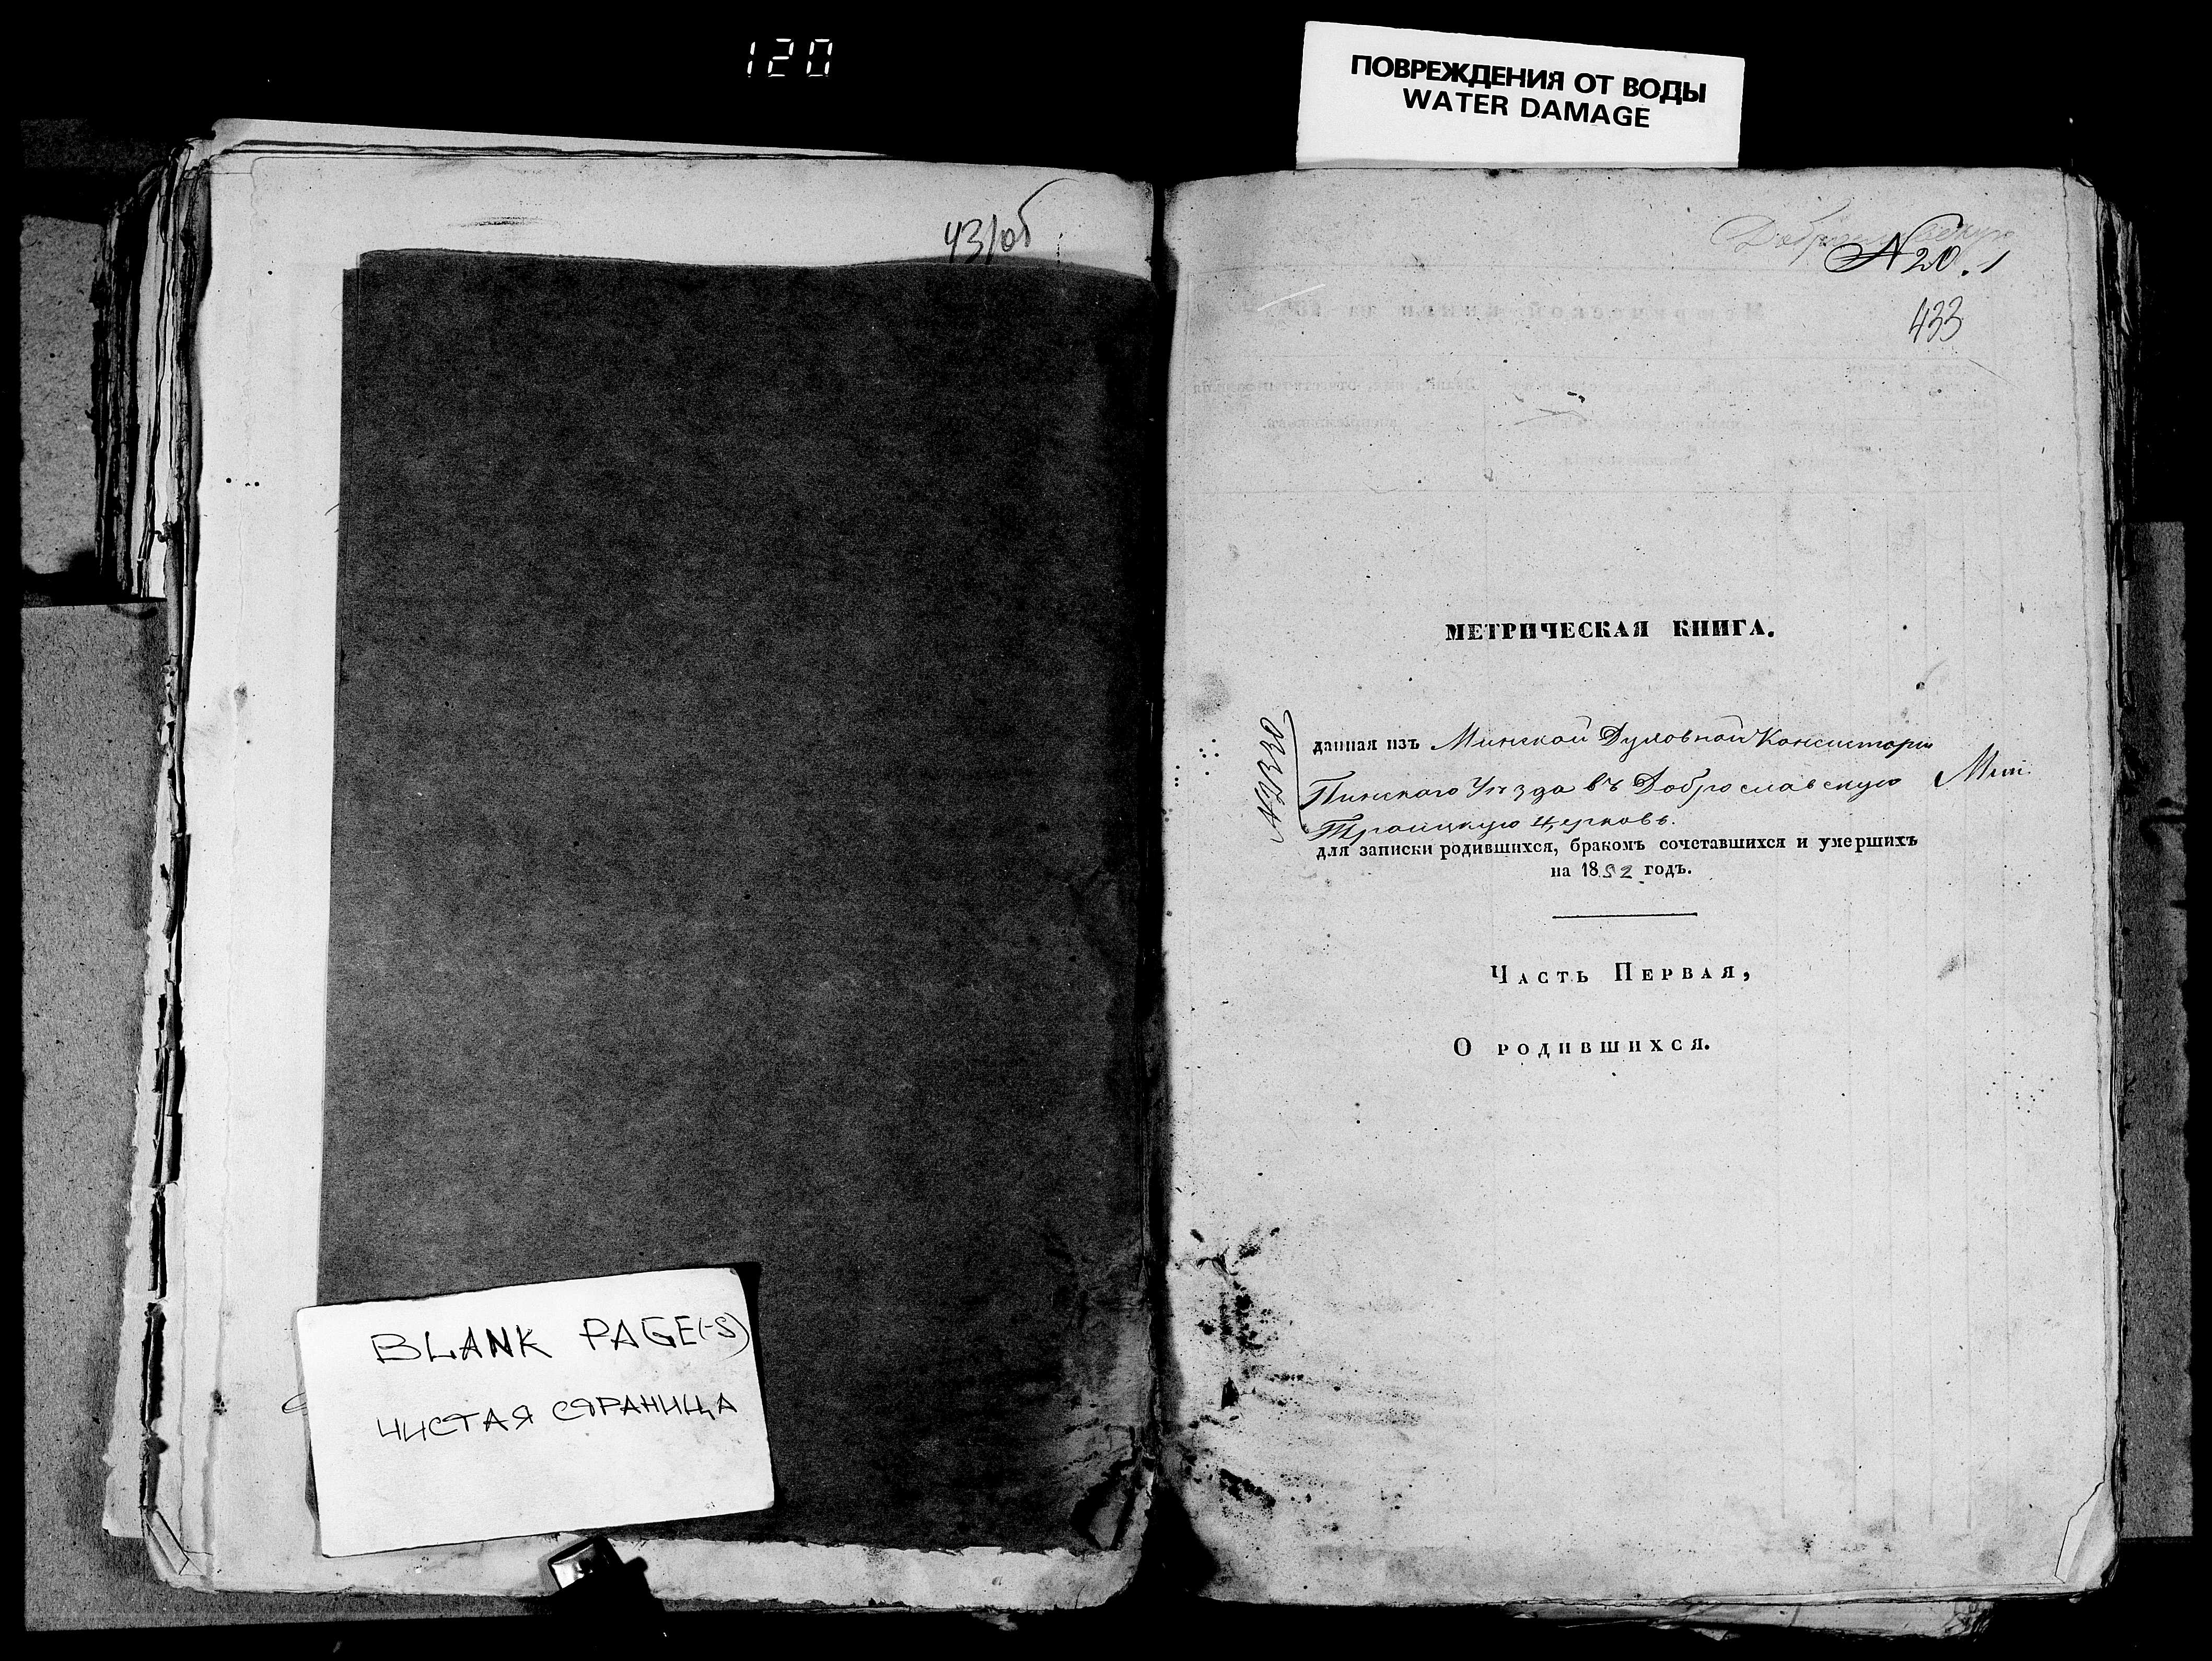 120
ПОВРЕЖДЕНИЯ ОТ ВОДЫ
WATER DAMAGE
431об
BLANK PAGE(-S)
ЧИСТАЯ СТРАНИЦА
№ 20. 1
433
МЕТРИЧЕСКАЯ КНИГА.
данная изъ Минской Духовной Консисторіи
Пинскаго Уѣзда въ Доброславскую
Троицкую Церковь.
для записки родившихся, бракомъ сочетавшихся и умершихъ
на 1852 годъ.
Часть Первая,
О родившихся.